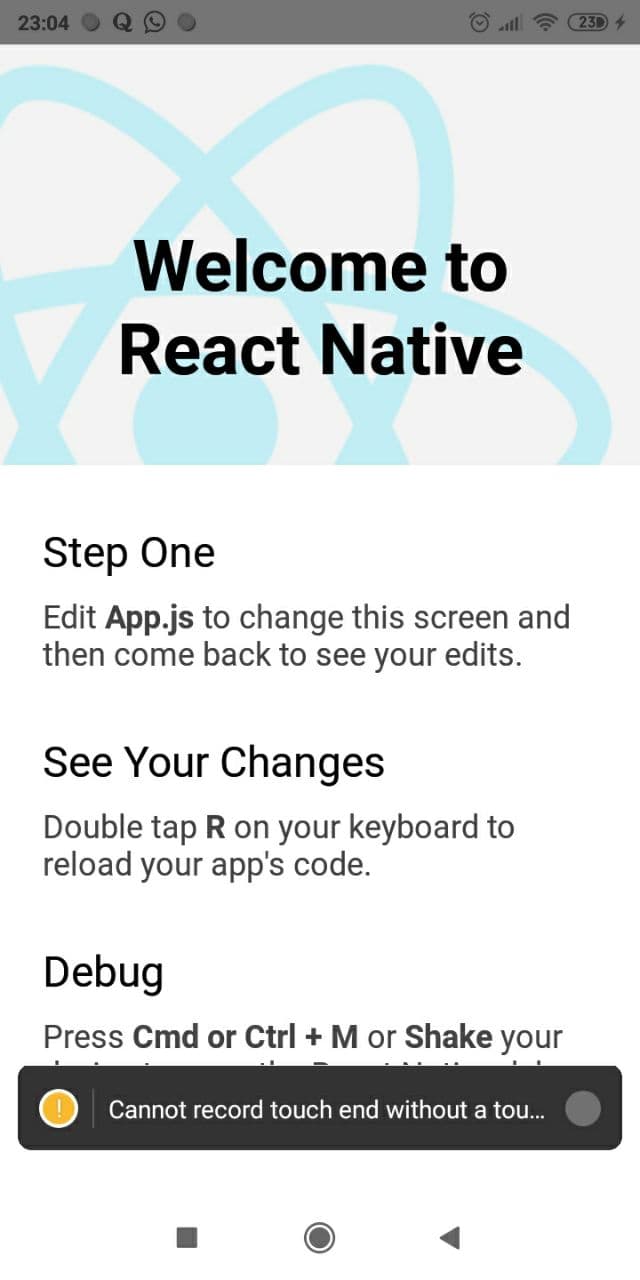 23:04
23
Welcome to
React Native
Step One
Edit App.js to change this screen and
then come back to see your edits.
See Your Changes
Double tap R on your keyboard to
reload your app's code.
Debug
Press Cmd or Ctrl + M or Shake your
Cannot record touch end without a tou...